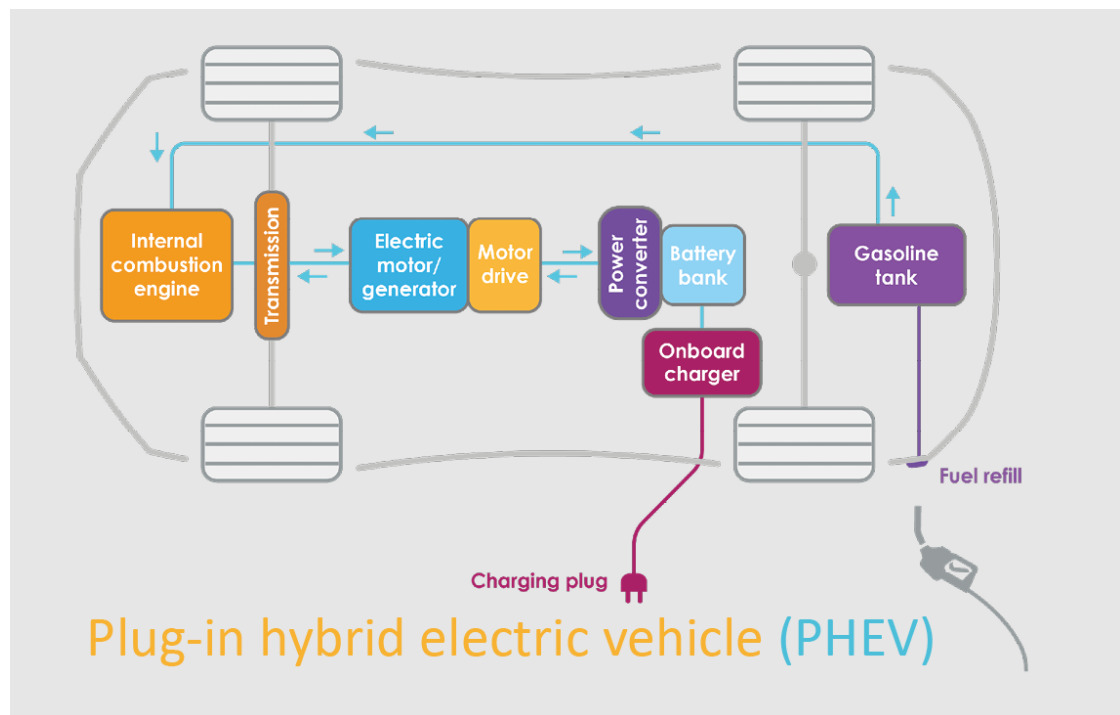 Internal
combustion
engine
Transmission
Electric
motor/
generator
Motor
drive
Power
converter
Battery
bank
Gasoline
tank
Onboard
charger
Fuel refill
Charging plug
Plug-in hybrid electric vehicle (PHEV)